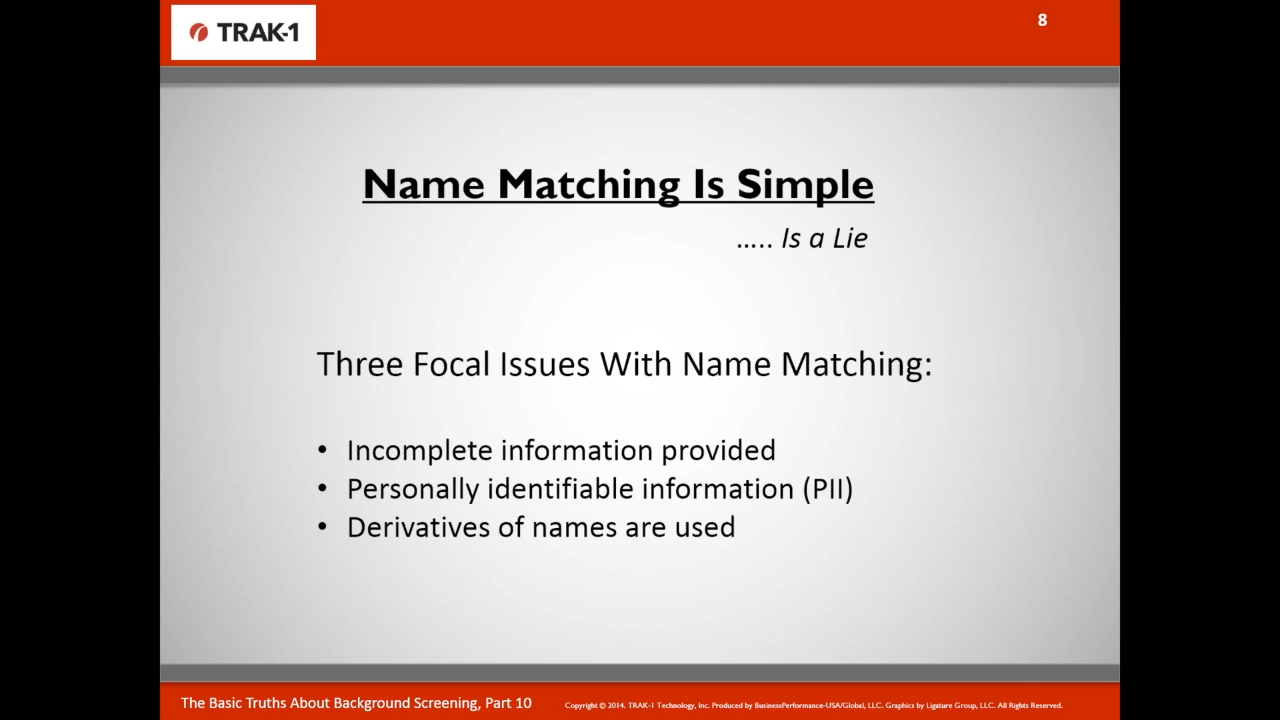 TRAK-1
8
Name Matching Is Simple
..... Is a Lie
Three Focal Issues With Name Matching:
• Incomplete information provided
• Personally identifiable information (PII)
• Derivatives of names are used
The Basic Truths About Background Screening, Part 10
Copyright © 2014. TRAK-1 Technology, Inc. Produced by BusinessPerformance-USA/Global, LLC. Graphics by Ligature Group, LLC. All Rights Reserved.